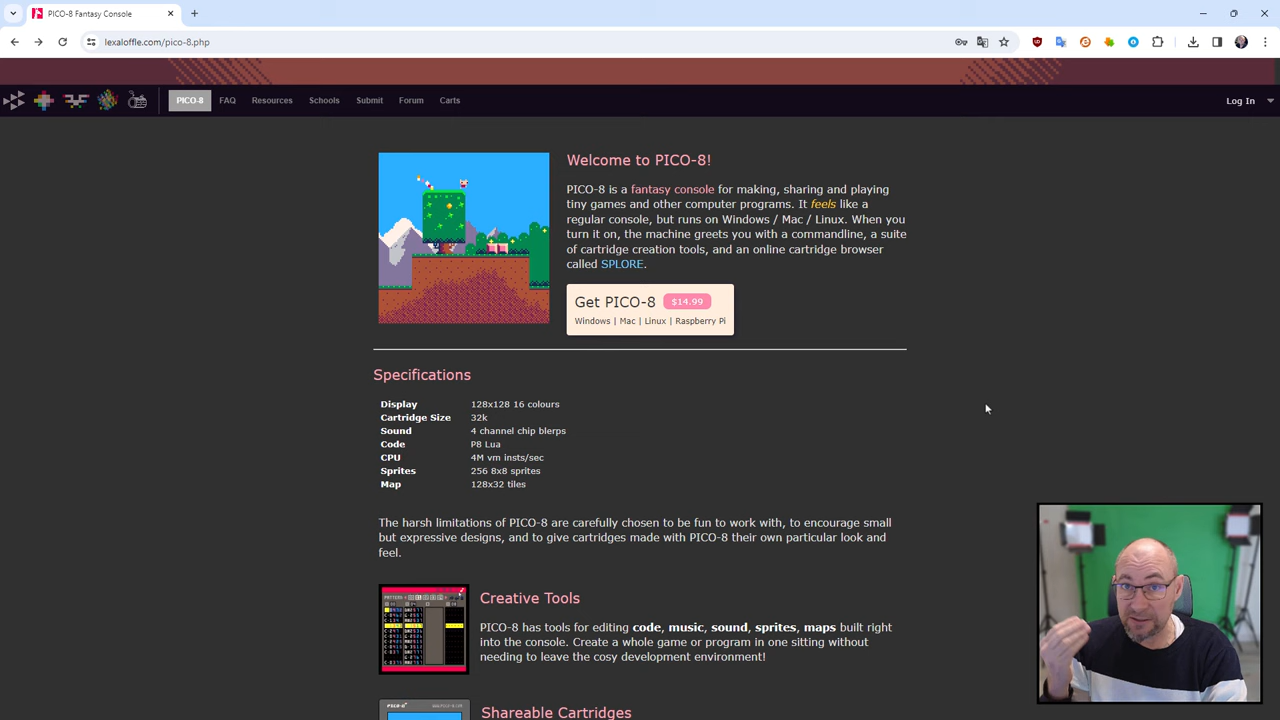 PICO-8 Fantasy Console
lexaloffle.com/pico-8.php
PICO-8 FAQ Resources Schools Submit Forum Carts Log In
Welcome to PICO-8!
PICO-8 is a fantasy console for making, sharing and playing
tiny games and other computer programs. It feels like a
regular console, but runs on Windows / Mac / Linux. When you
turn it on, the machine greets you with a commandline, a suite
of cartridge creation tools, and an online cartridge browser
called SPLORE.
Get PICO-8 $14.99
Windows | Mac | Linux | Raspberry Pi
Specifications
Display 128x128 16 colours
Cartridge Size 32k
Sound 4 channel chip blerps
Code P8 Lua
CPU 4M vm insts/sec
Sprites 256 8x8 sprites
Map 128x32 tiles
The harsh limitations of PICO-8 are carefully chosen to be fun to work with, to encourage small
but expressive designs, and to give cartridges made with PICO-8 their own particular look and
feel.
Creative Tools
PICO-8 has tools for editing code, music, sound, sprites, maps built right
into the console. Create a whole game or program in one sitting without
needing to leave the cosy development environment!
Shareable Cartridges